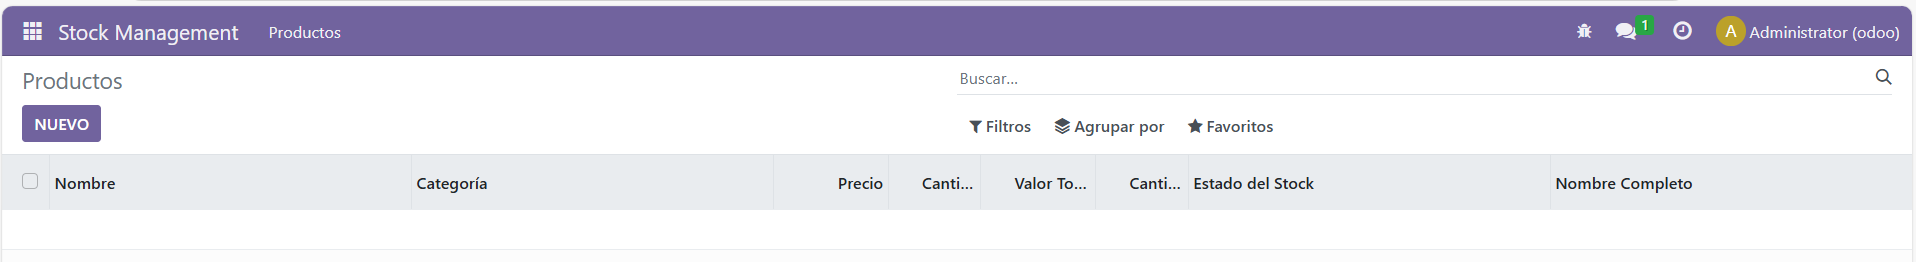 Stock Management Productos 1 A Administrator (odoo)
Productos Buscar...
NUEVO Filtros Agrupar por Favoritos
Nombre Categoría Precio Canti... Valor To... Canti... Estado del Stock Nombre Completo